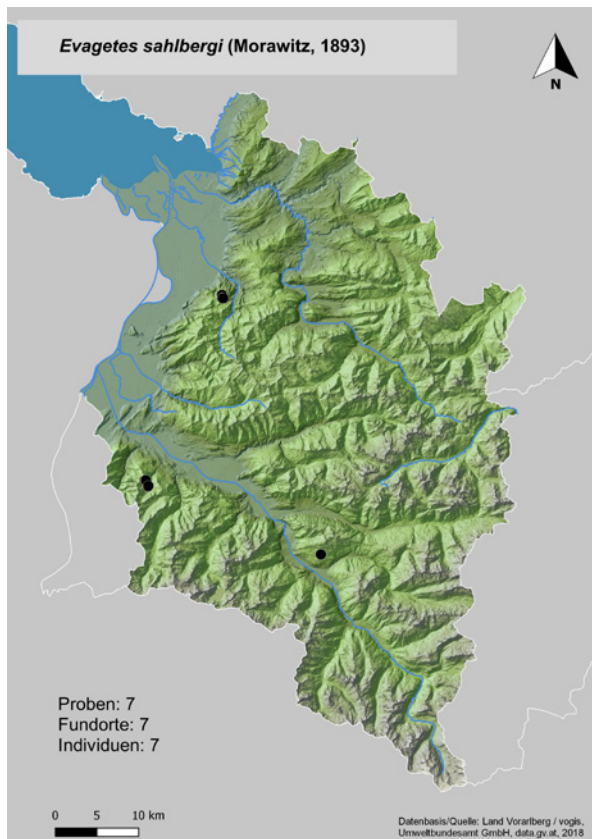 Evagetes sahlbergi (Morawitz, 1893)
N
Proben: 7
Fundorte: 7
Individuen: 7
0 5 10 km
Datenbasis/Quelle: Land Vorarlberg / vogis,
Umweltbundesamt GmbH, data.gv.at, 2018